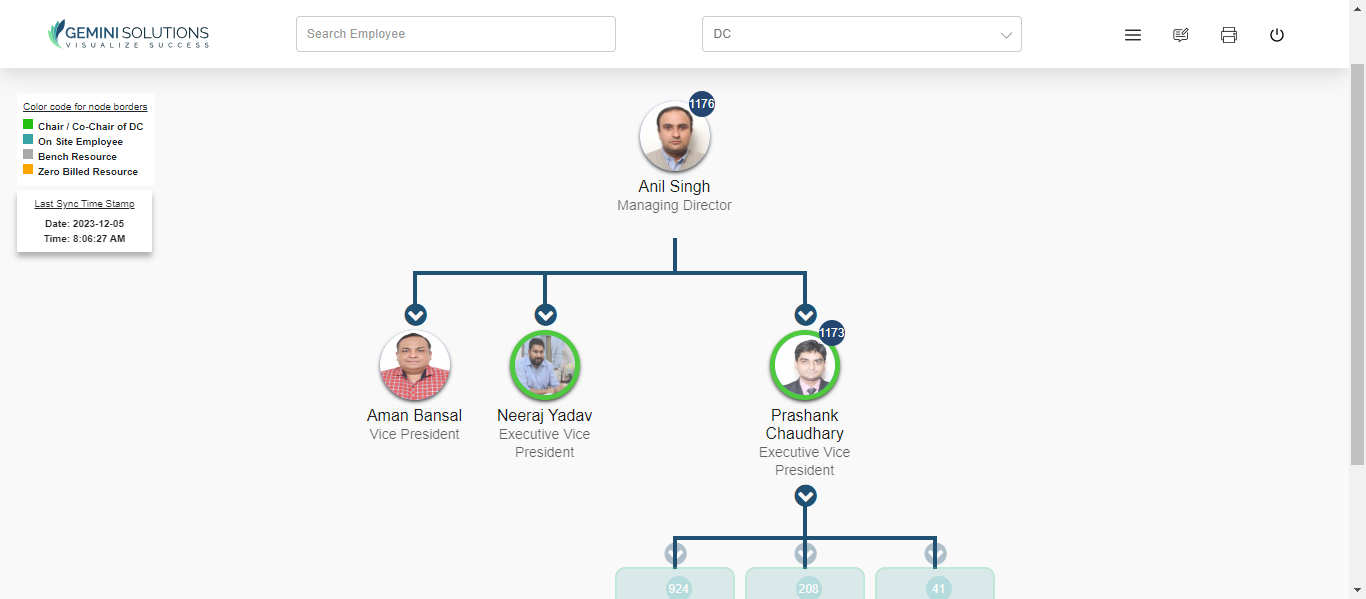 GEMINI SOLUTIONS
VISUALIZE SUCCESS
Search Employee
DC
Color code for node borders
Chair / Co-Chair of DC
On Site Employee
Bench Resource
Zero Billed Resource
Last Sync Time Stamp
Date: 2023-12-05
Time: 8:06:27 AM
1176
Anil Singh
Managing Director
Aman Bansal
Vice President
Neeraj Yadav
Executive Vice
President
1173
Prashank
Chaudhary
Executive Vice
President
924
208
41